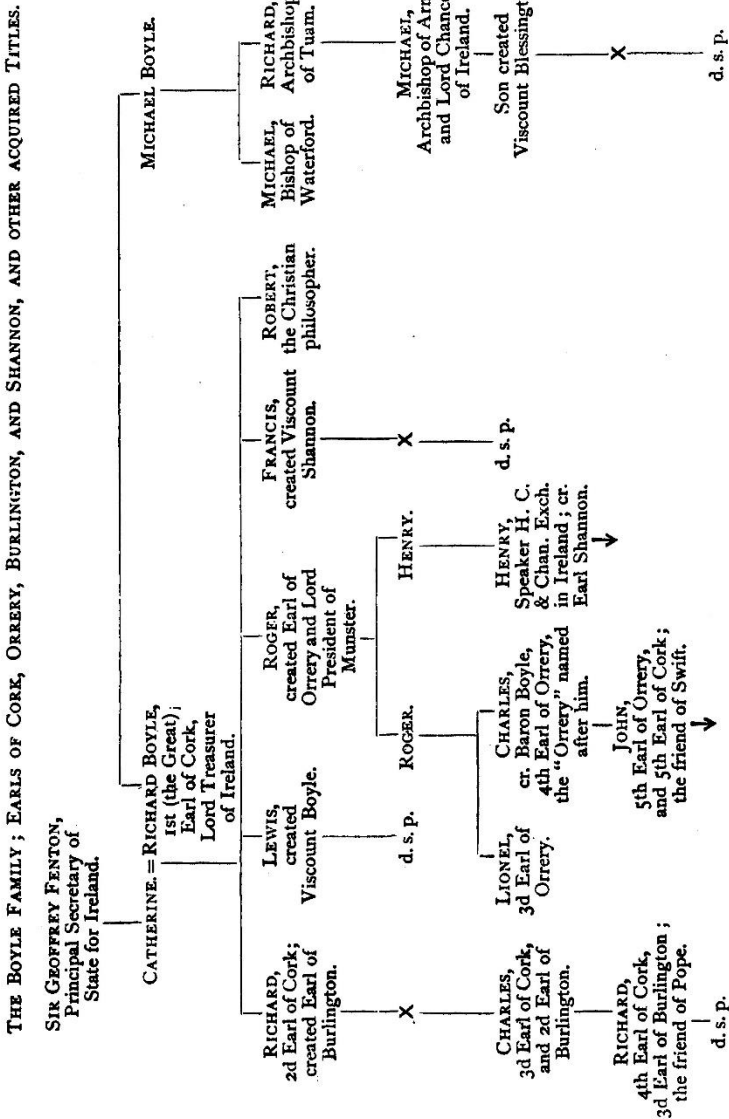 THE BOYLE FAMILY; EARLS OF CORK, ORRERY, BURLINGTON, AND SHANNON, AND OTHER ACQUIRED TITLES.
SIR GEOFFREY FENTON,
Principal Secretary of
State for Ireland.
CATHERINE. = RICHARD BOYLE,
1st (the Great);
Earl of Cork,
Lord Treasurer
of Ireland.
MICHAEL BOYLE.
RICHARD,
2d Earl of Cork;
created Earl of
Burlington.
LEWIS,
created
Viscount Boyle.
ROGER,
created Earl of
Orrery and Lord
President of
Munster.
FRANCIS,
created Viscount
Shannon.
ROBERT,
the Christian
philosopher.
MICHAEL,
Bishop of
Waterford.
RICHARD,
Archbishop
of Tuam.
X
d. s. p.
ROGER.
HENRY.
X
MICHAEL,
Archbishop of Arm
and Lord Chance
of Ireland.
CHARLES,
3d Earl of Cork,
and 2d Earl of
Burlington.
LIONEL,
3d Earl of
Orrery.
CHARLES,
cr. Baron Boyle,
4th Earl of Orrery,
the "Orrery" named
after him.
HENRY,
Speaker H. C.
& Chan. Exch.
in Ireland; cr.
Earl Shannon.
d. s. p.
Son created
Viscount Blessingt
RICHARD,
4th Earl of Cork,
3d Earl of Burlington;
the friend of Pope.
JOHN,
5th Earl of Orrery,
and 5th Earl of Cork;
the friend of Swift.
X
d. s. p.
d. s. p.